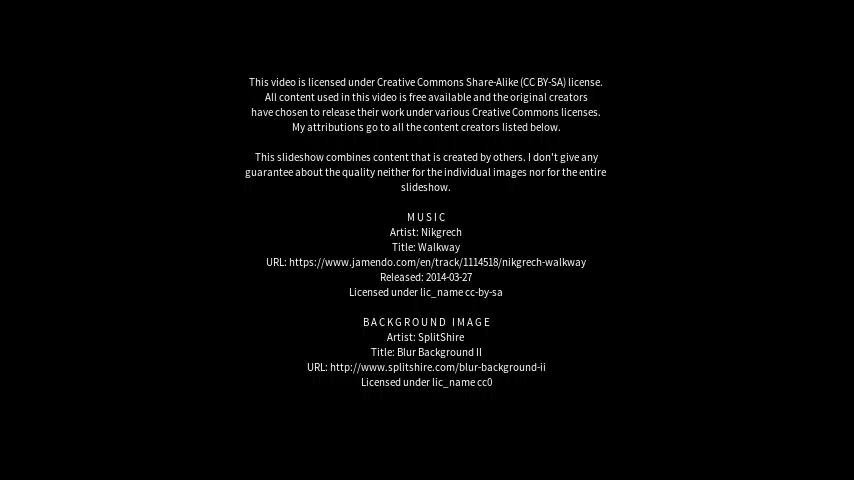 This video is licensed under Creative Commons Share-Alike (CC BY-SA) license.
All content used in this video is free available and the original creators
have chosen to release their work under various Creative Commons licenses.
My attributions go to all the content creators listed below.
This slideshow combines content that is created by others. I don't give any
guarantee about the quality neither for the individual images nor for the entire
slideshow.
MUSIC
Artist: Nikgrech
Title: Walkway
URL: https://www.jamendo.com/en/track/1114518/nikgrech-walkway
Released: 2014-03-27
Licensed under lic_name cc-by-sa
BACKGROUND IMAGE
Artist: SplitShire
Title: Blur Background II
URL: http://www.splitshire.com/blur-background-ii
Licensed under lic_name cc0